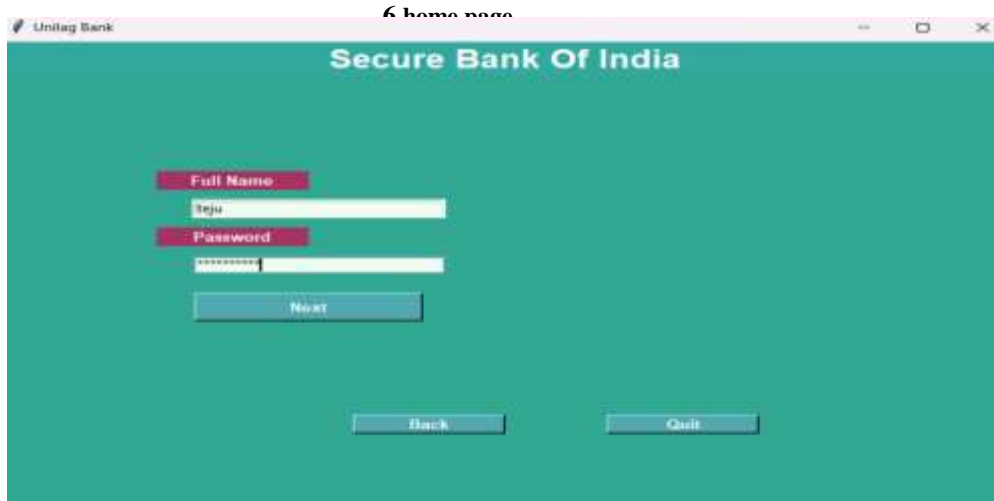 6 home page
Unilag Bank
Secure Bank Of India
Full Name
teju
Password
**********
Next
Back
Quit